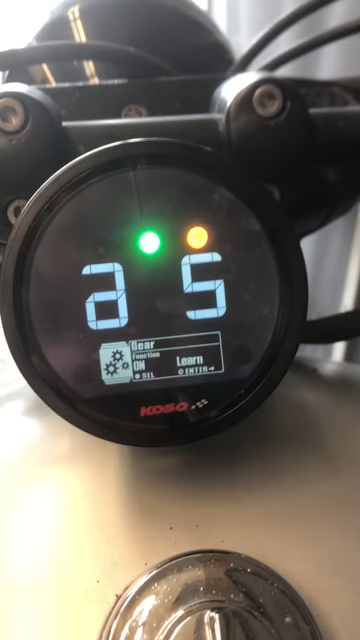 a 5
Gear
Function
ON Learn
SEL ENTER→
KOSO